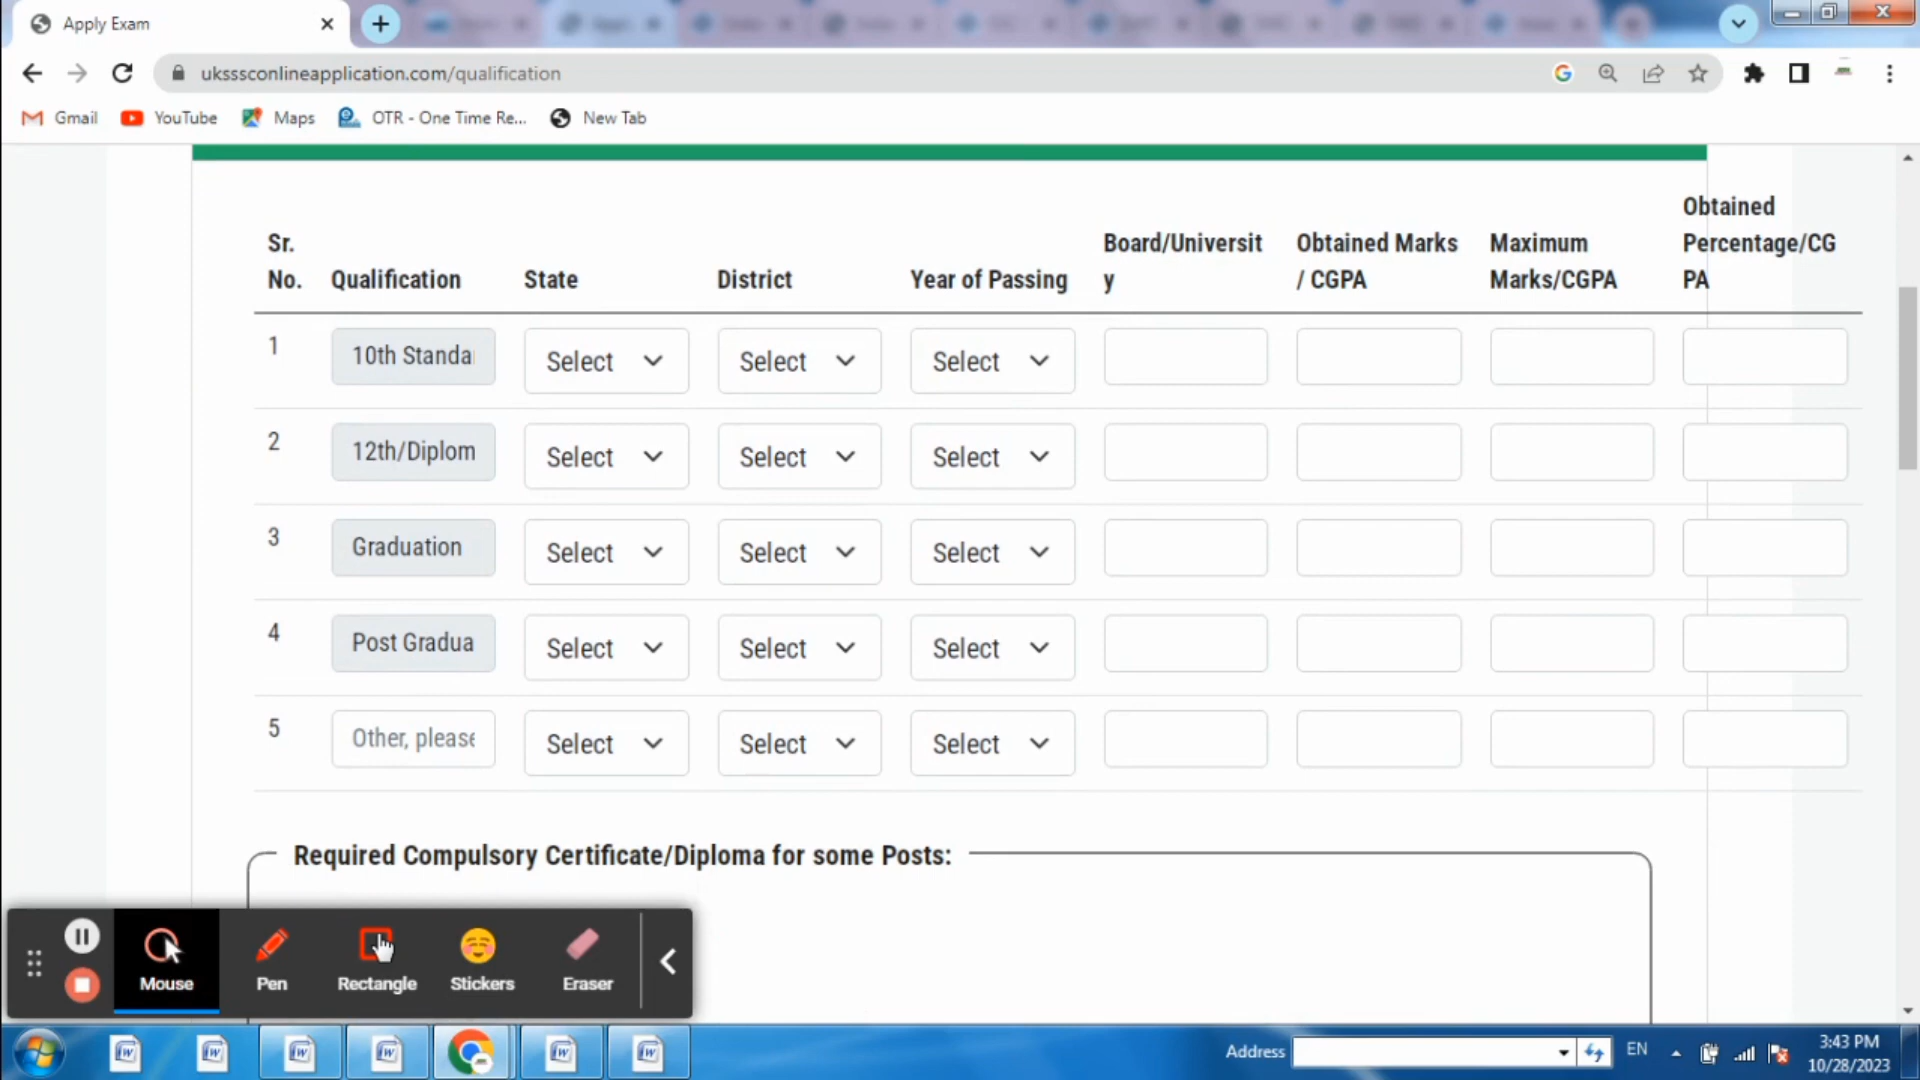 Apply Exam
uksssconlineapplication.com/qualification
Gmail YouTube Maps OTR - One Time Re... New Tab
Sr. No. Qualification State District Year of Passing Board/University Obtained Marks / CGPA Maximum Marks/CGPA Obtained Percentage/CGPA
1 10th Standa Select Select Select
2 12th/Diplom Select Select Select
3 Graduation Select Select Select
4 Post Gradua Select Select Select
5 Other, please Select Select Select
Required Compulsory Certificate/Diploma for some Posts:
Mouse Pen Rectangle Stickers Eraser
Address EN 3:43 PM
10/28/2023